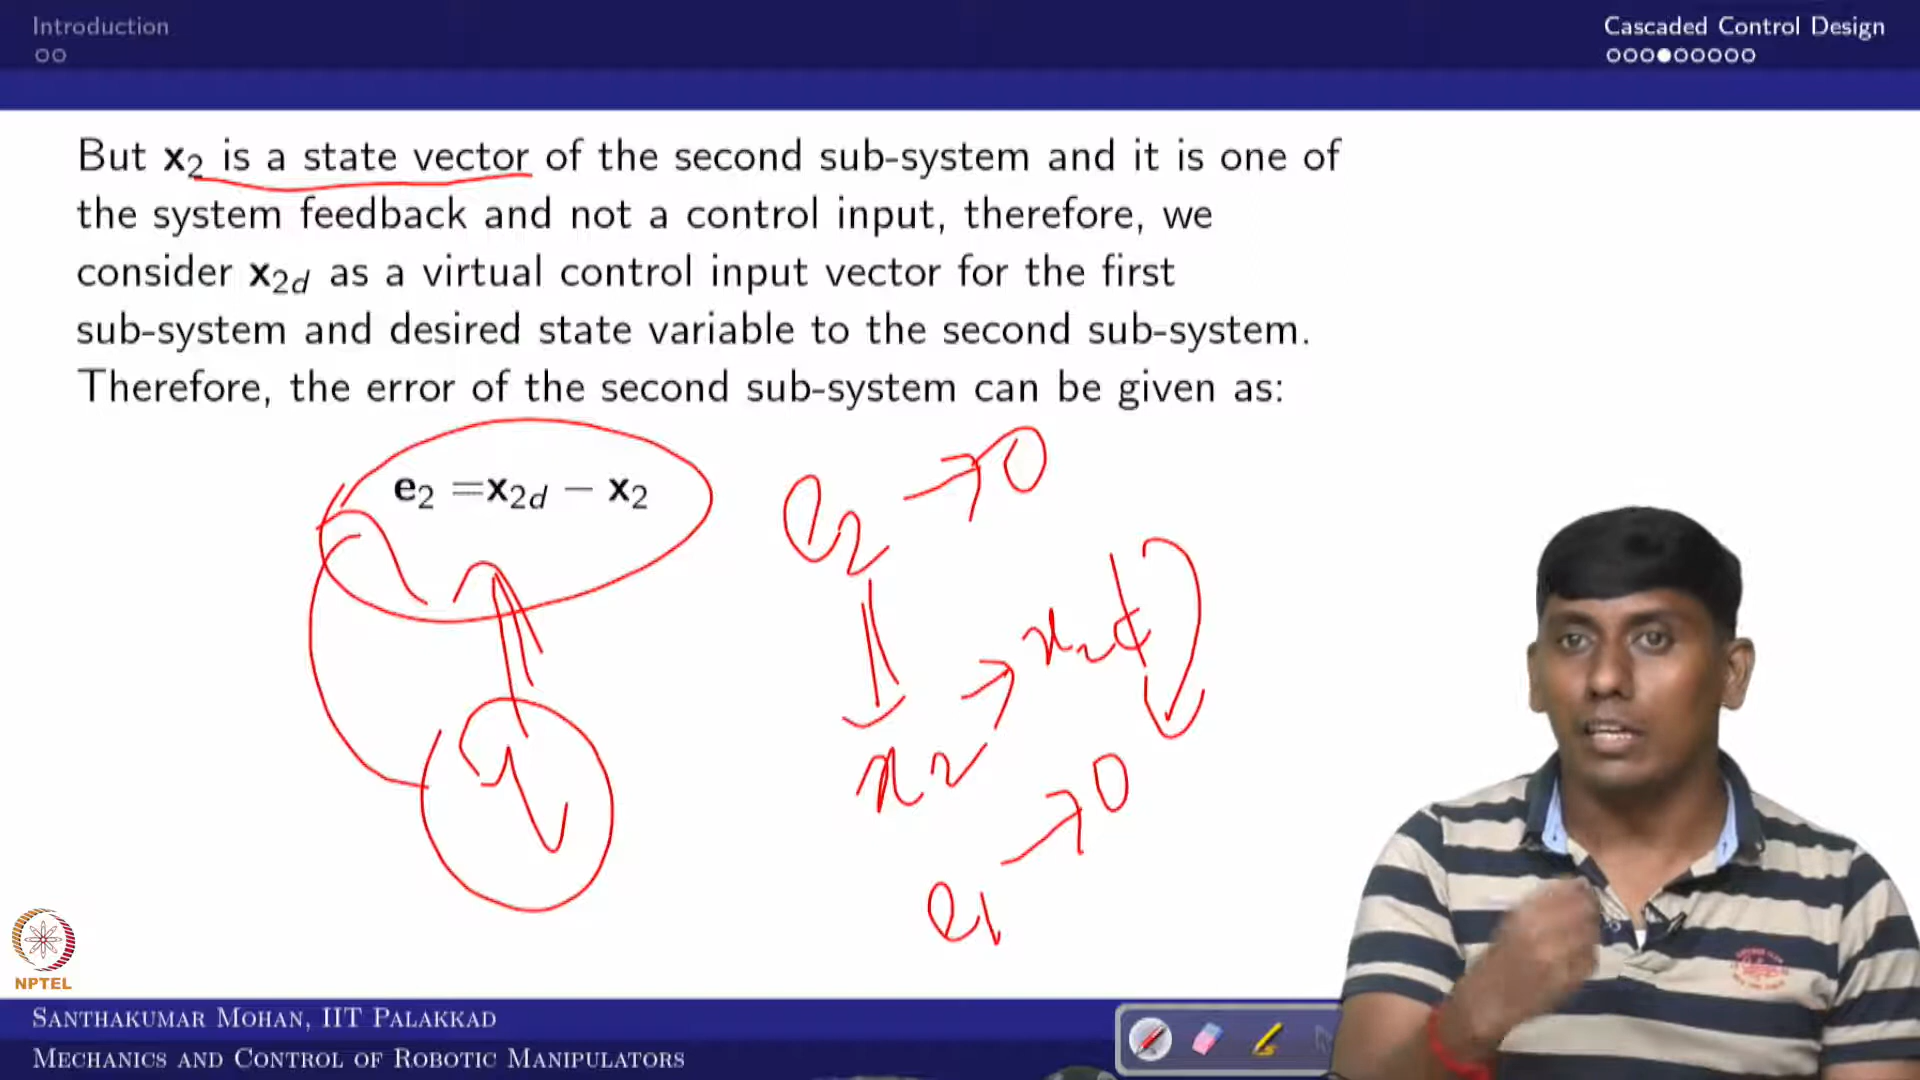 Introduction
Cascaded Control Design
But x₂ is a state vector of the second sub-system and it is one of
the system feedback and not a control input, therefore, we
consider x₂d as a virtual control input vector for the first
sub-system and desired state variable to the second sub-system.
Therefore, the error of the second sub-system can be given as:
e₂ =x₂d − x₂
e₂ → 0
x₂ → x₂d
e₁ → 0
NPTEL
SANTHAKUMAR MOHAN, IIT PALAKKAD
MECHANICS AND CONTROL OF ROBOTIC MANIPULATORS